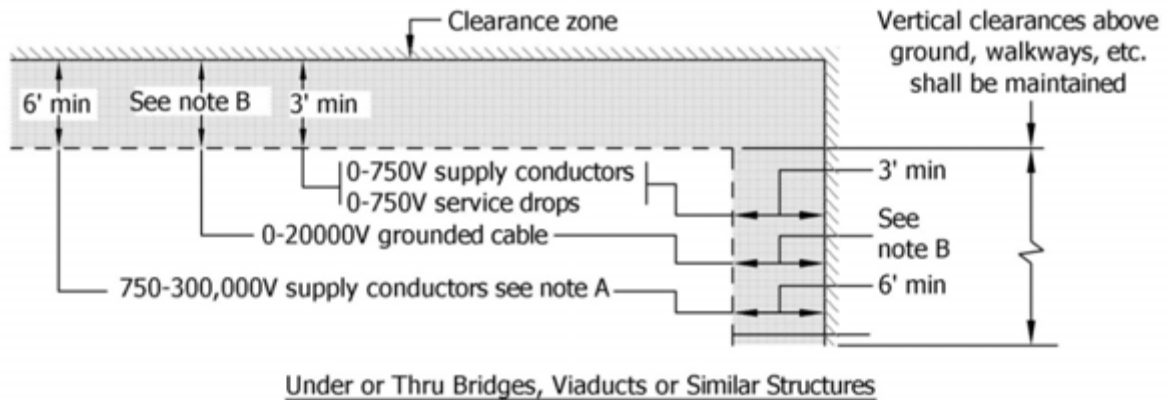 Clearance zone
Vertical clearances above
ground, walkways, etc.
shall be maintained
6' min
See note B
3' min
0-750V supply conductors
0-750V service drops
3' min
0-20000V grounded cable
See
note B
750-300,000V supply conductors see note A
6' min
Under or Thru Bridges, Viaducts or Similar Structures